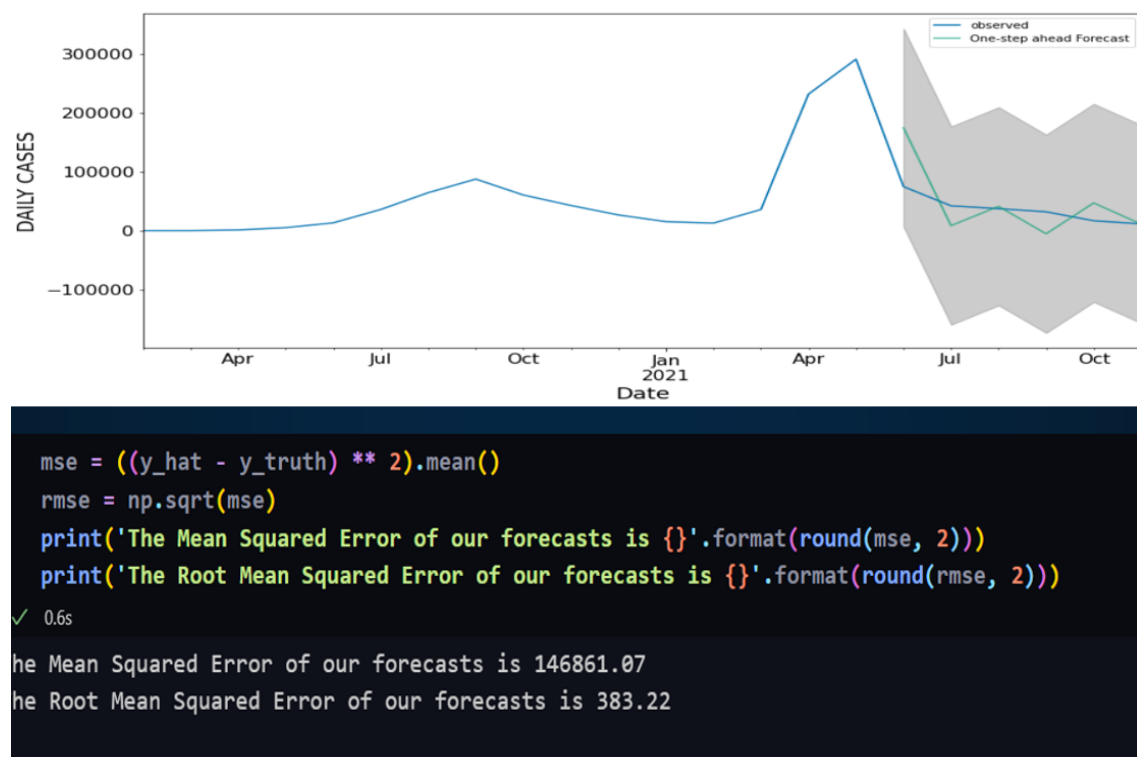 observed
One-step ahead Forecast
300000
200000
100000
0
−100000
DAILY CASES
Apr Jul Oct Jan Apr Jul Oct
2021
Date
mse = ((y_hat - y_truth) ** 2).mean()
rmse = np.sqrt(mse)
print('The Mean Squared Error of our forecasts is {}'.format(round(mse, 2)))
print('The Root Mean Squared Error of our forecasts is {}'.format(round(rmse, 2)))
✓ 0.6s
he Mean Squared Error of our forecasts is 146861.07
he Root Mean Squared Error of our forecasts is 383.22